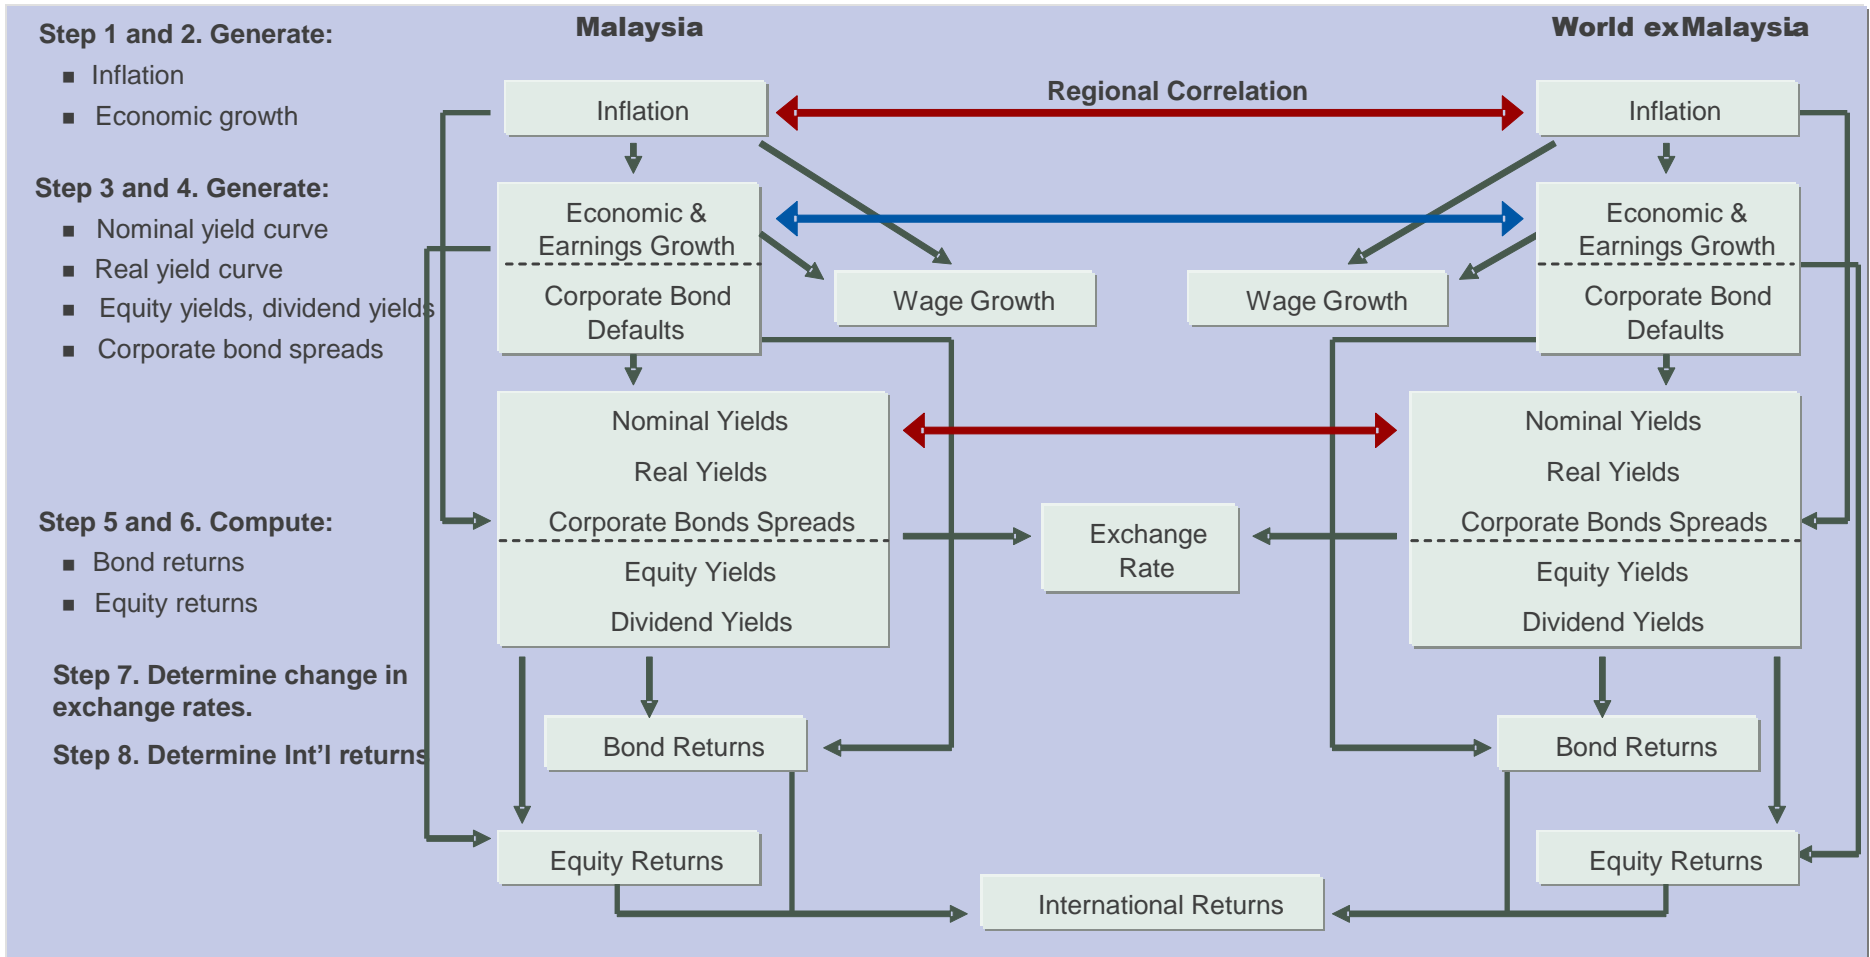 Step 1 and 2. Generate:
■ Inflation
■ Economic growth
Step 3 and 4. Generate:
■ Nominal yield curve
■ Real yield curve
■ Equity yields, dividend yields
■ Corporate bond spreads
Step 5 and 6. Compute:
■ Bond returns
■ Equity returns
Step 7. Determine change in
exchange rates.
Step 8. Determine Int’l returns
Malaysia
World exMalaysia
Regional Correlation
Inflation
Inflation
Economic &
Earnings Growth
Corporate Bond
Defaults
Wage Growth
Wage Growth
Economic &
Earnings Growth
Corporate Bond
Defaults
Nominal Yields
Real Yields
Corporate Bonds Spreads
Equity Yields
Dividend Yields
Exchange
Rate
Nominal Yields
Real Yields
Corporate Bonds Spreads
Equity Yields
Dividend Yields
Bond Returns
Bond Returns
Equity Returns
Equity Returns
International Returns